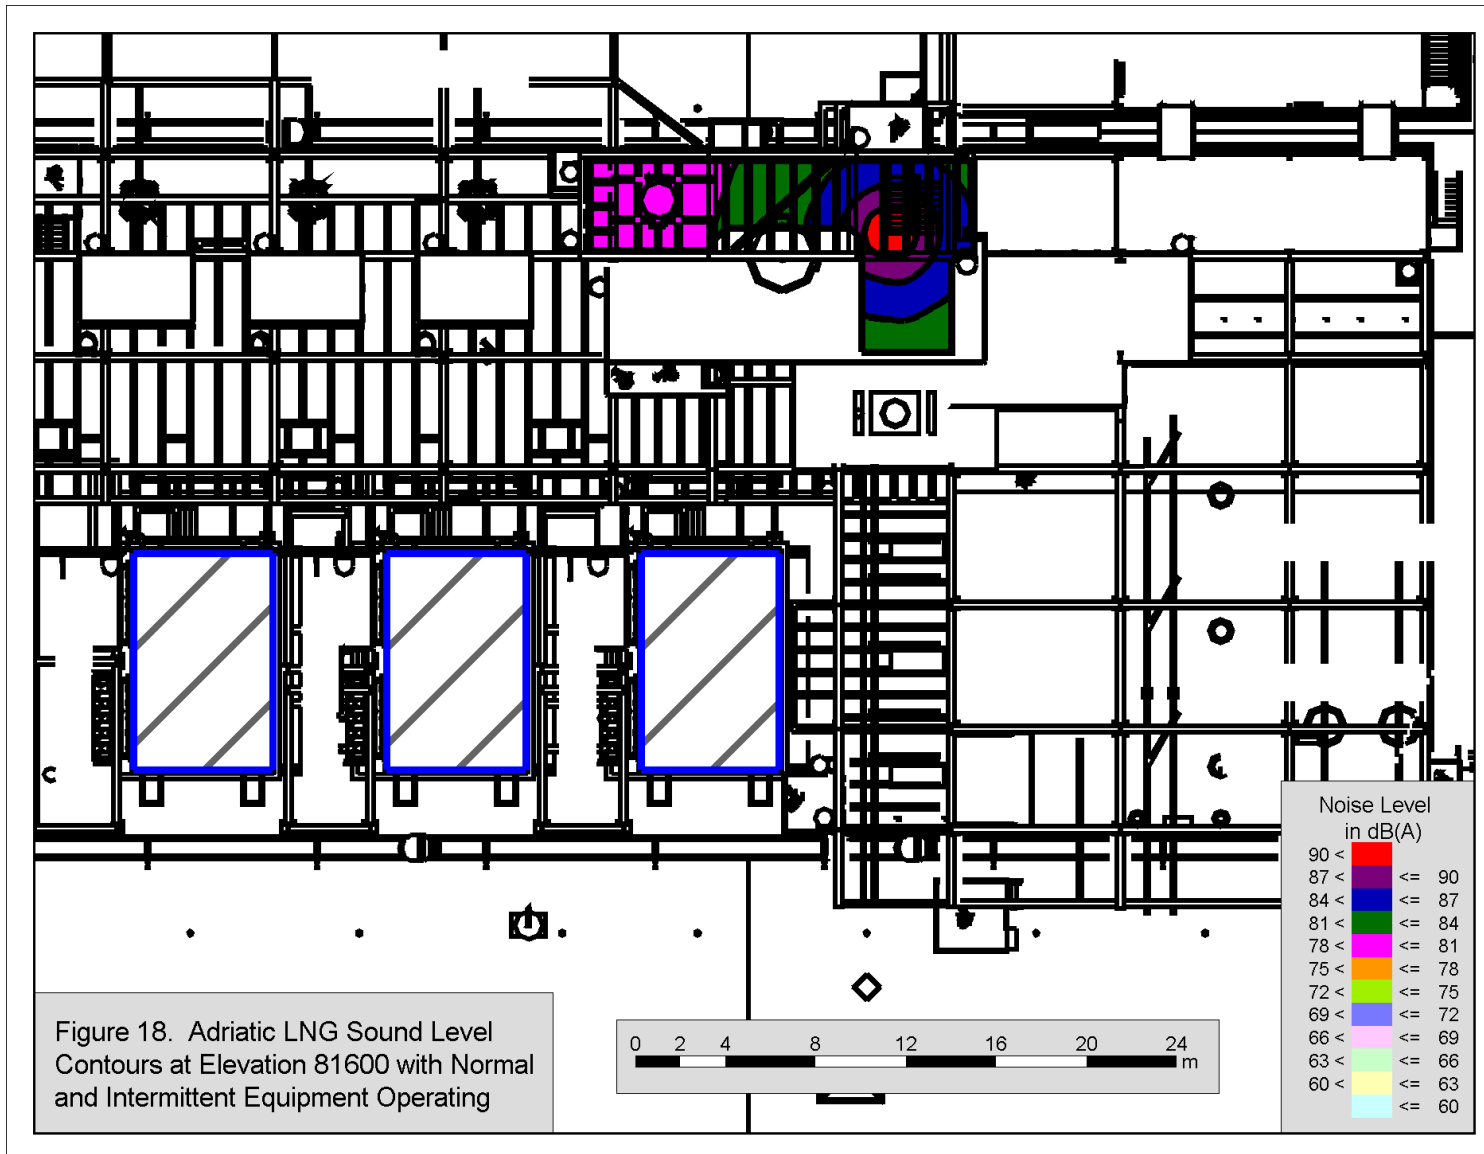 Noise Level
in dB(A)
90 <
87 < <= 90
84 < <= 87
81 < <= 84
78 < <= 81
75 < <= 78
72 < <= 75
69 < <= 72
66 < <= 69
63 < <= 66
60 < <= 63
<= 60
Figure 18. Adriatic LNG Sound Level
Contours at Elevation 81600 with Normal
and Intermittent Equipment Operating
0 2 4 8 12 16 20 24
m